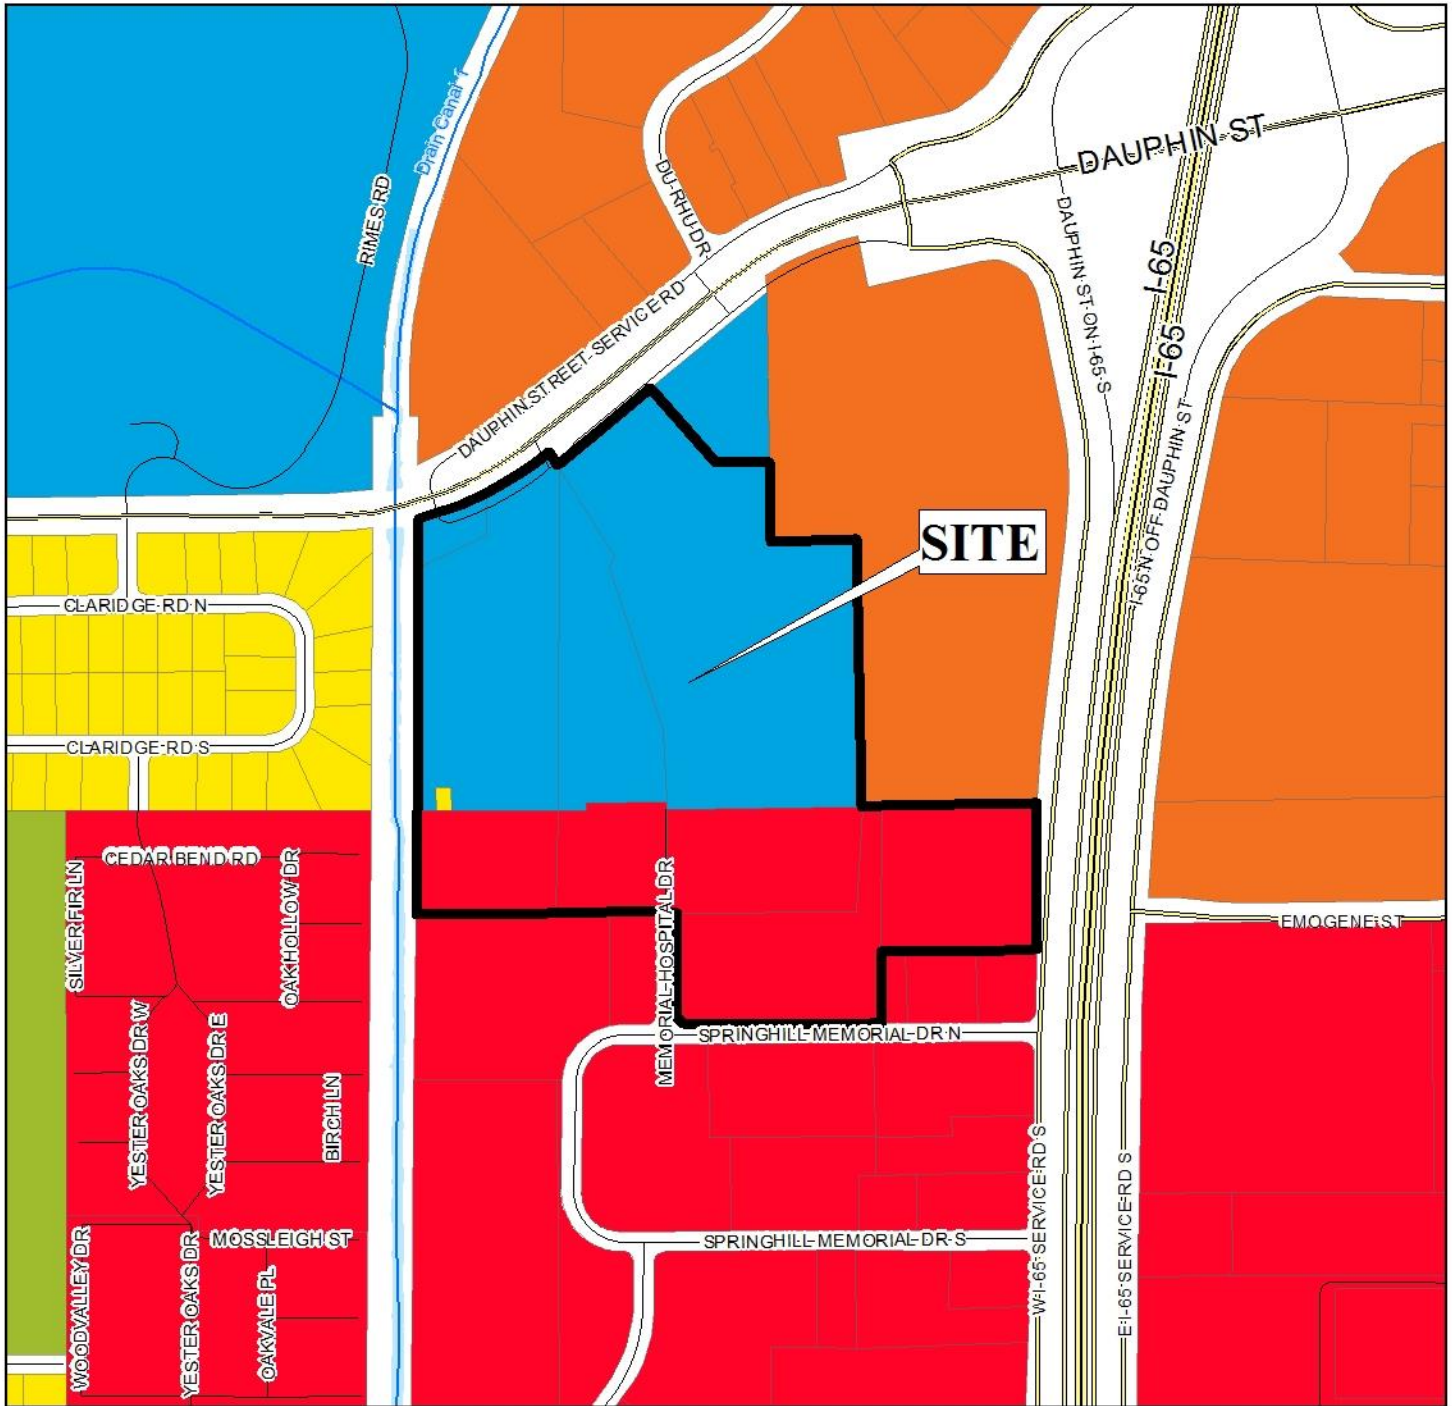 Drain Canal 1
DAUPHIN ST
RIMES RD
DU RHU DR
DAUPHIN ST ON I-65 S
I-65
DAUPHIN STREET SERVICE RD
I-65
I-65 N OFF DAUPHIN ST
SITE
CLARIDGE RD N
CLARIDGE RD S
CEDAR BEND RD
SILVER FIR LN
OAK HOLLOW DR
MEMORIAL HOSPITAL DR
EMOGENE ST
YESTER OAKS DR W
YESTER OAKS DR E
SPRINGHILL MEMORIAL DR N
BIRCH LN
W I-65 SERVICE RD S
E I-65 SERVICE RD S
MOSSLEIGH ST
SPRINGHILL MEMORIAL DR S
WOODVALLEY DR
YESTER OAKS DR
OAKVALE PL